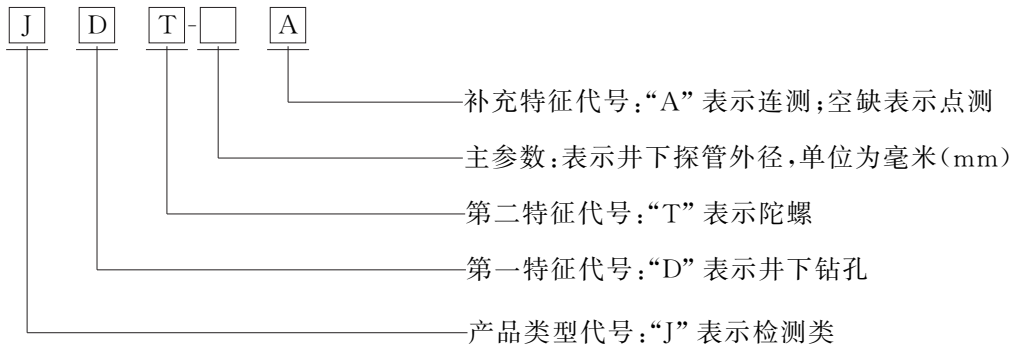 J D T-□ A
补充特征代号:“A”表示连测;空缺表示点测
主参数:表示井下探管外径,单位为毫米(mm)
第二特征代号:“T”表示陀螺
第一特征代号:“D”表示井下钻孔
产品类型代号:“J”表示检测类